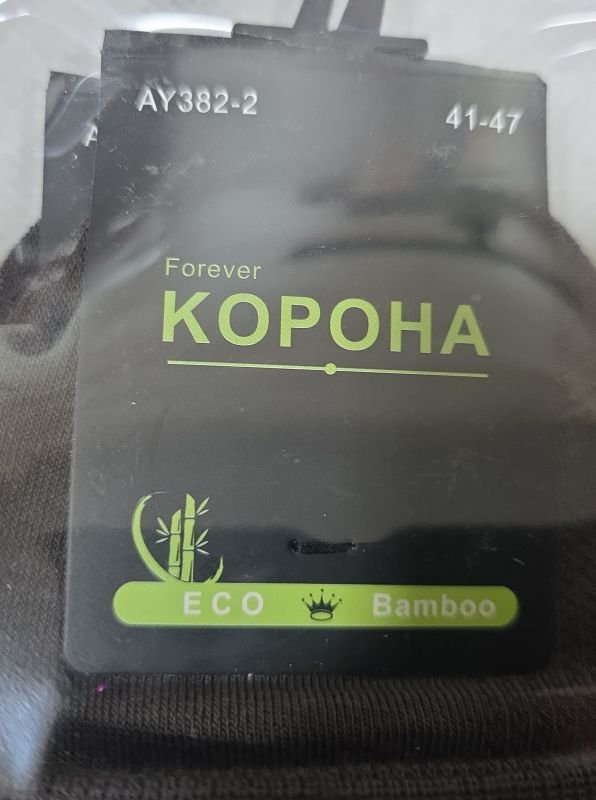 AY382-2
41-47
A
Forever
КОРОНА
ECO Bamboo